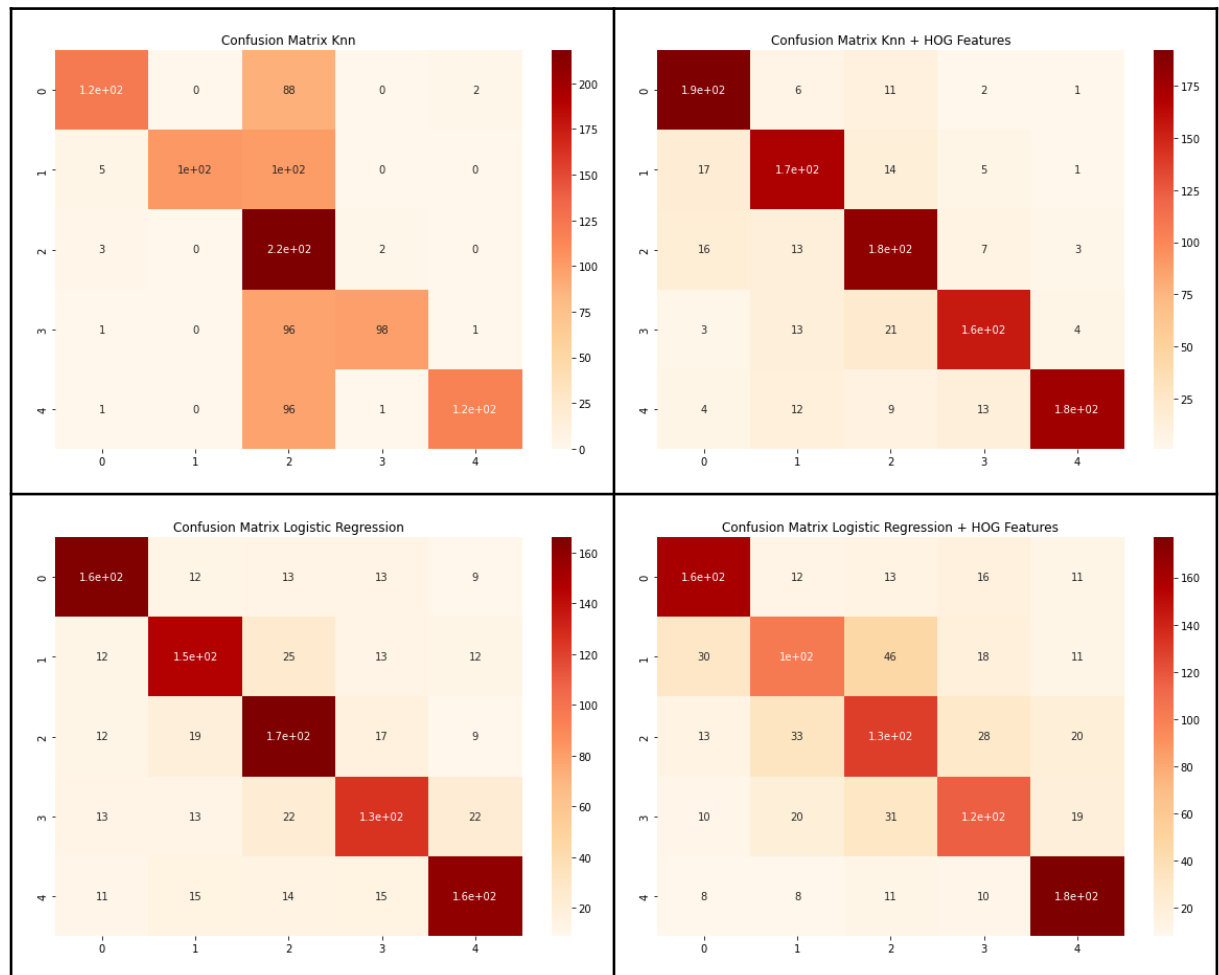 Confusion Matrix Knn
0 1.2e+02 0 88 0 2
1 5 1e+02 1e+02 0 0
2 3 0 2.2e+02 2 0
3 1 0 96 98 1
4 1 0 96 1 1.2e+02
0 1 2 3 4
200
175
150
125
100
75
50
25
0
Confusion Matrix Knn + HOG Features
0 1.9e+02 6 11 2 1
1 17 1.7e+02 14 5 1
2 16 13 1.8e+02 7 3
3 3 13 21 1.6e+02 4
4 4 12 9 13 1.8e+02
0 1 2 3 4
175
150
125
100
75
50
25
Confusion Matrix Logistic Regression
0 1.6e+02 12 13 13 9
1 12 1.5e+02 25 13 12
2 12 19 1.7e+02 17 9
3 13 13 22 1.3e+02 22
4 11 15 14 15 1.6e+02
0 1 2 3 4
160
140
120
100
80
60
40
20
Confusion Matrix Logistic Regression + HOG Features
0 1.6e+02 12 13 16 11
1 30 1e+02 46 18 11
2 13 33 1.3e+02 28 20
3 10 20 31 1.2e+02 19
4 8 8 11 10 1.8e+02
0 1 2 3 4
160
140
120
100
80
60
40
20